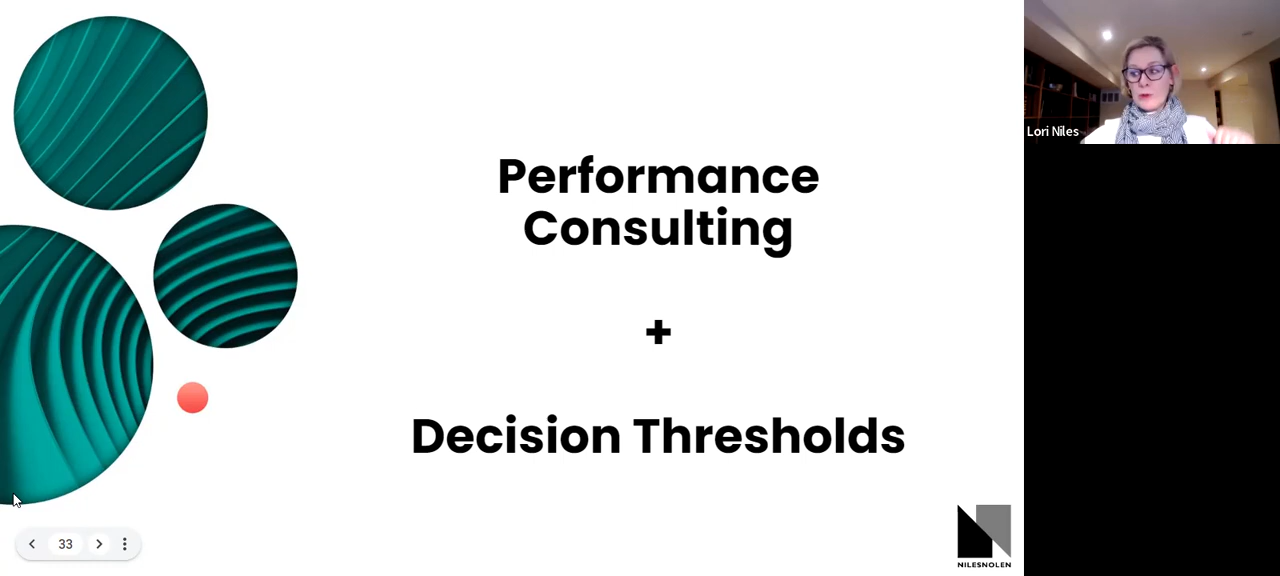 Performance
Consulting
+
Decision Thresholds
Lori Niles
33
NILESNOLEN